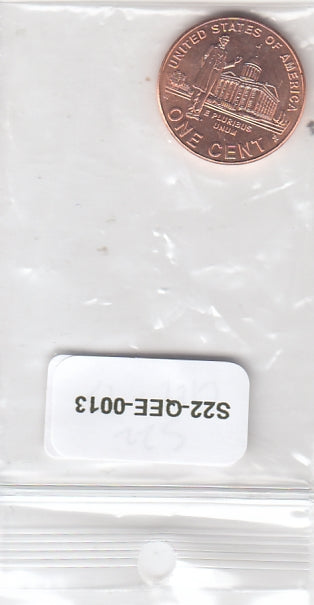 UNITED STATES OF AMERICA
E PLURIBUS
UNUM
ONE CENT
S22-QEE-0013